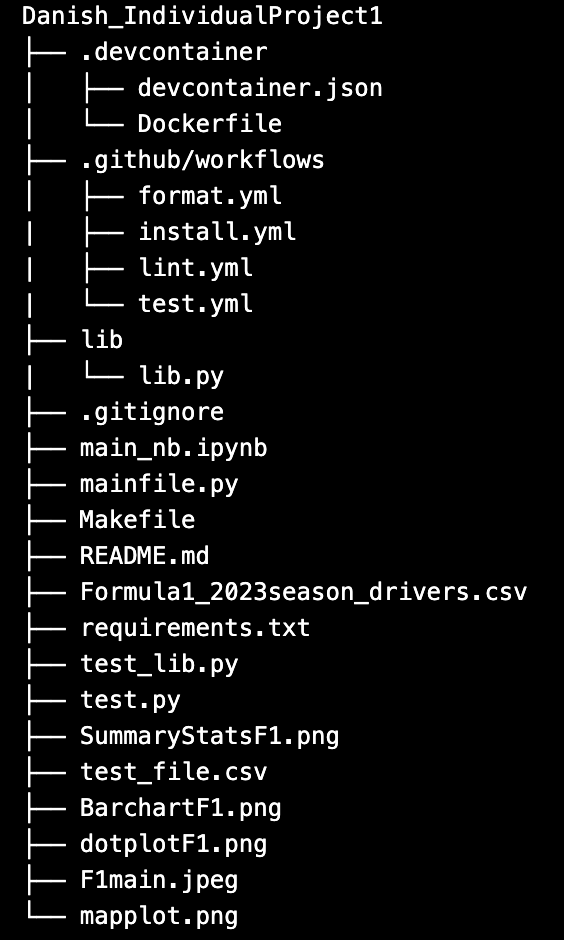 Danish_IndividualProject1
├── .devcontainer
│   ├── devcontainer.json
│   └── Dockerfile
├── .github/workflows
│   ├── format.yml
|   ├── install.yml
|   ├── lint.yml
|   └── test.yml
├── lib
|   └── lib.py
├── .gitignore
├── main_nb.ipynb
├── mainfile.py
├── Makefile
├── README.md
├── Formula1_2023season_drivers.csv
├── requirements.txt
├── test_lib.py
├── test.py
├── SummaryStatsF1.png
├── test_file.csv
├── BarchartF1.png
├── dotplotF1.png
├── F1main.jpeg
└── mapplot.png